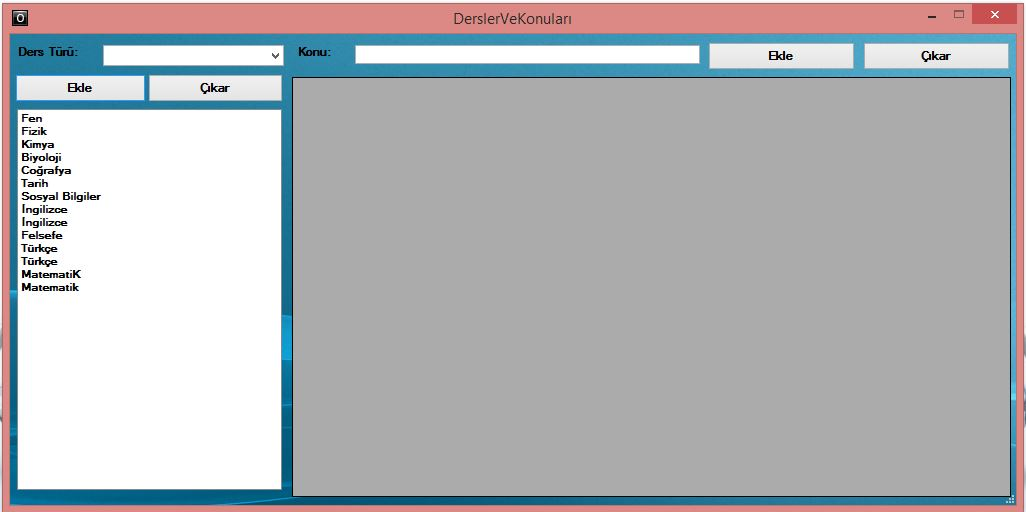 DerslerVeKonuları
Ders Türü:
Konu:
Ekle
Çıkar
Ekle
Çıkar
Fen
Fizik
Kimya
Biyoloji
Coğrafya
Tarih
Sosyal Bilgiler
İngilizce
İngilizce
Felsefe
Türkçe
Türkçe
MatematiK
Matematik